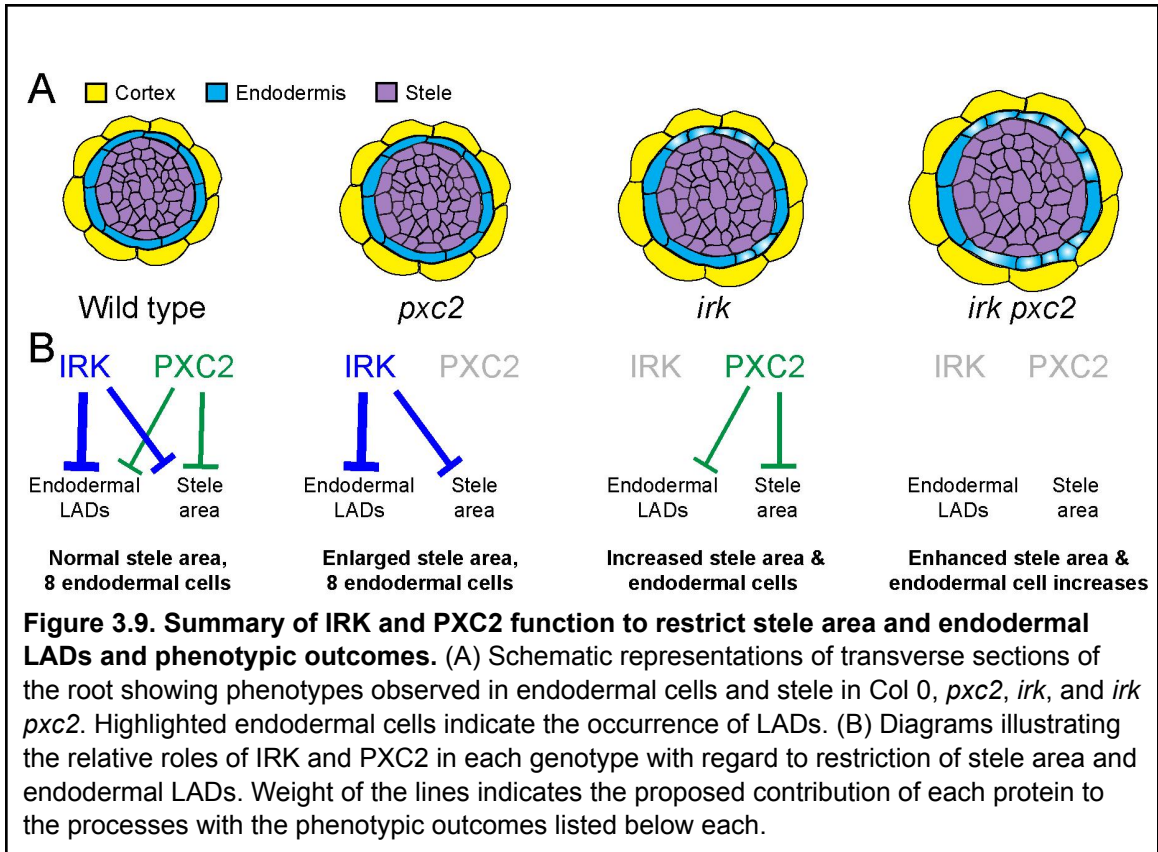 A
Cortex Endodermis Stele
Wild type pxc2 irk irk pxc2
B
IRK PXC2 IRK PXC2 IRK PXC2 IRK PXC2
Endodermal Stele Endodermal Stele Endodermal Stele Endodermal Stele
LADs area LADs area LADs area LADs area
Normal stele area, Enlarged stele area, Increased stele area & Enhanced stele area &
8 endodermal cells 8 endodermal cells endodermal cells endodermal cell increases
Figure 3.9. Summary of IRK and PXC2 function to restrict stele area and endodermal
LADs and phenotypic outcomes. (A) Schematic representations of transverse sections of
the root showing phenotypes observed in endodermal cells and stele in Col 0, pxc2, irk, and irk
pxc2. Highlighted endodermal cells indicate the occurrence of LADs. (B) Diagrams illustrating
the relative roles of IRK and PXC2 in each genotype with regard to restriction of stele area and
endodermal LADs. Weight of the lines indicates the proposed contribution of each protein to
the processes with the phenotypic outcomes listed below each.